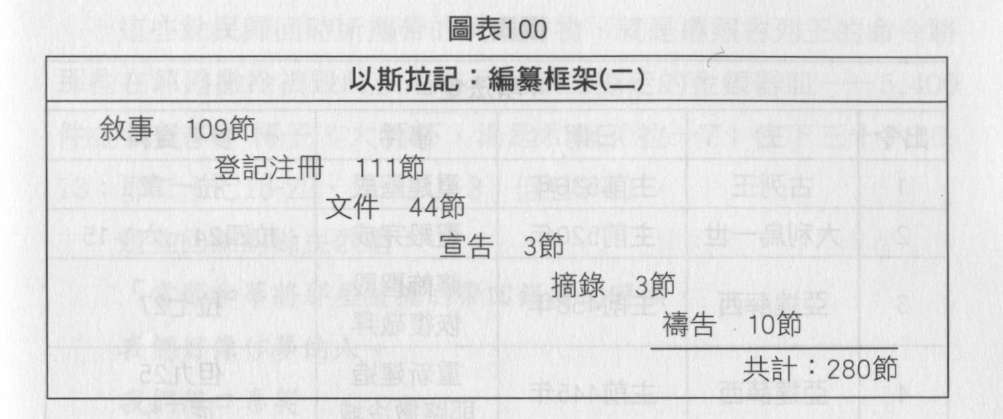 圖表100
以斯拉記：編纂框架(一)
敘事 109節
登記注冊 111節
文件 44節
宣告 3節
摘錄 3節
禱告 10節
共計：280節